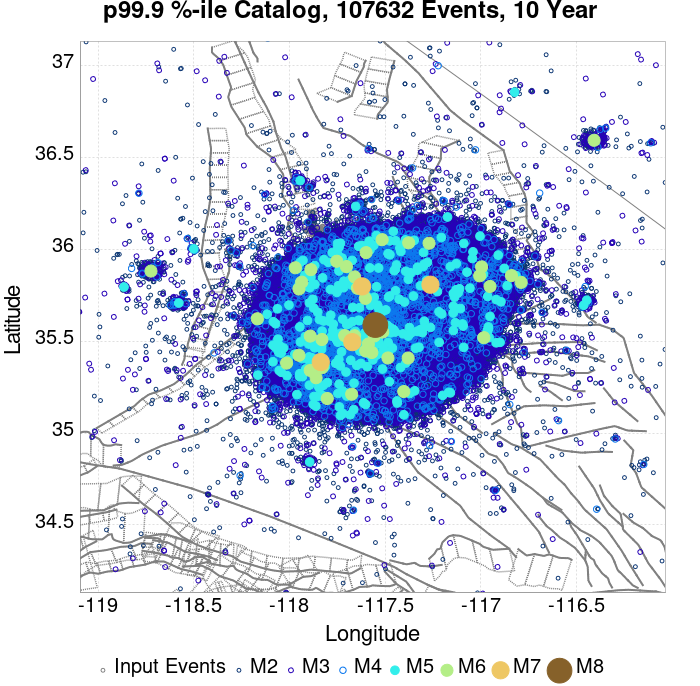 p99.9 %-ile Catalog, 107632 Events, 10 Year
37
36.5
36
35.5
35
34.5
Latitude
-119 -118.5 -118 -117.5 -117 -116.5
Longitude
Input Events M2 M3 M4 M5 M6 M7 M8